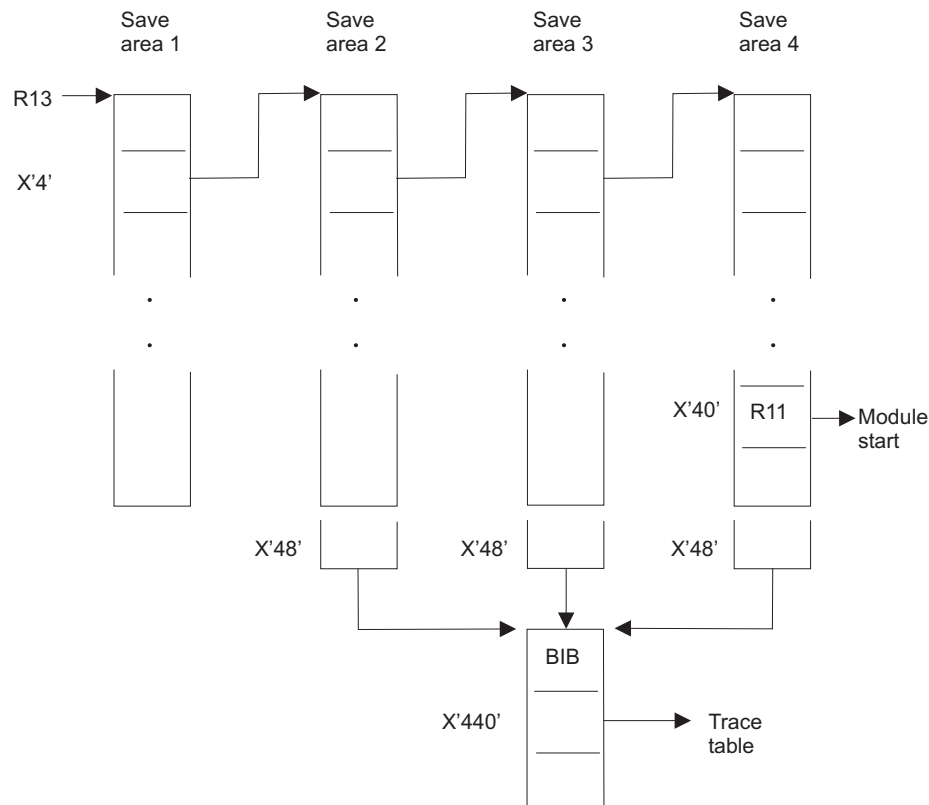 Save
area 1
Save
area 2
Save
area 3
Save
area 4
R13
X'4'
X'40'
R11
Module
start
X'48'
X'48'
X'48'
BIB
X'440'
Trace
table